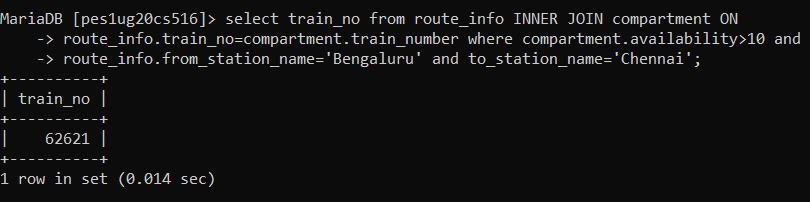 MariaDB [pes1ug20cs516]> select train_no from route_info INNER JOIN compartment ON
    -> route_info.train_no=compartment.train_number where compartment.availability>10 and
    -> route_info.from_station_name='Bengaluru' and to_station_name='Chennai';
+----------+
| train_no |
+----------+
|    62621 |
+----------+
1 row in set (0.014 sec)